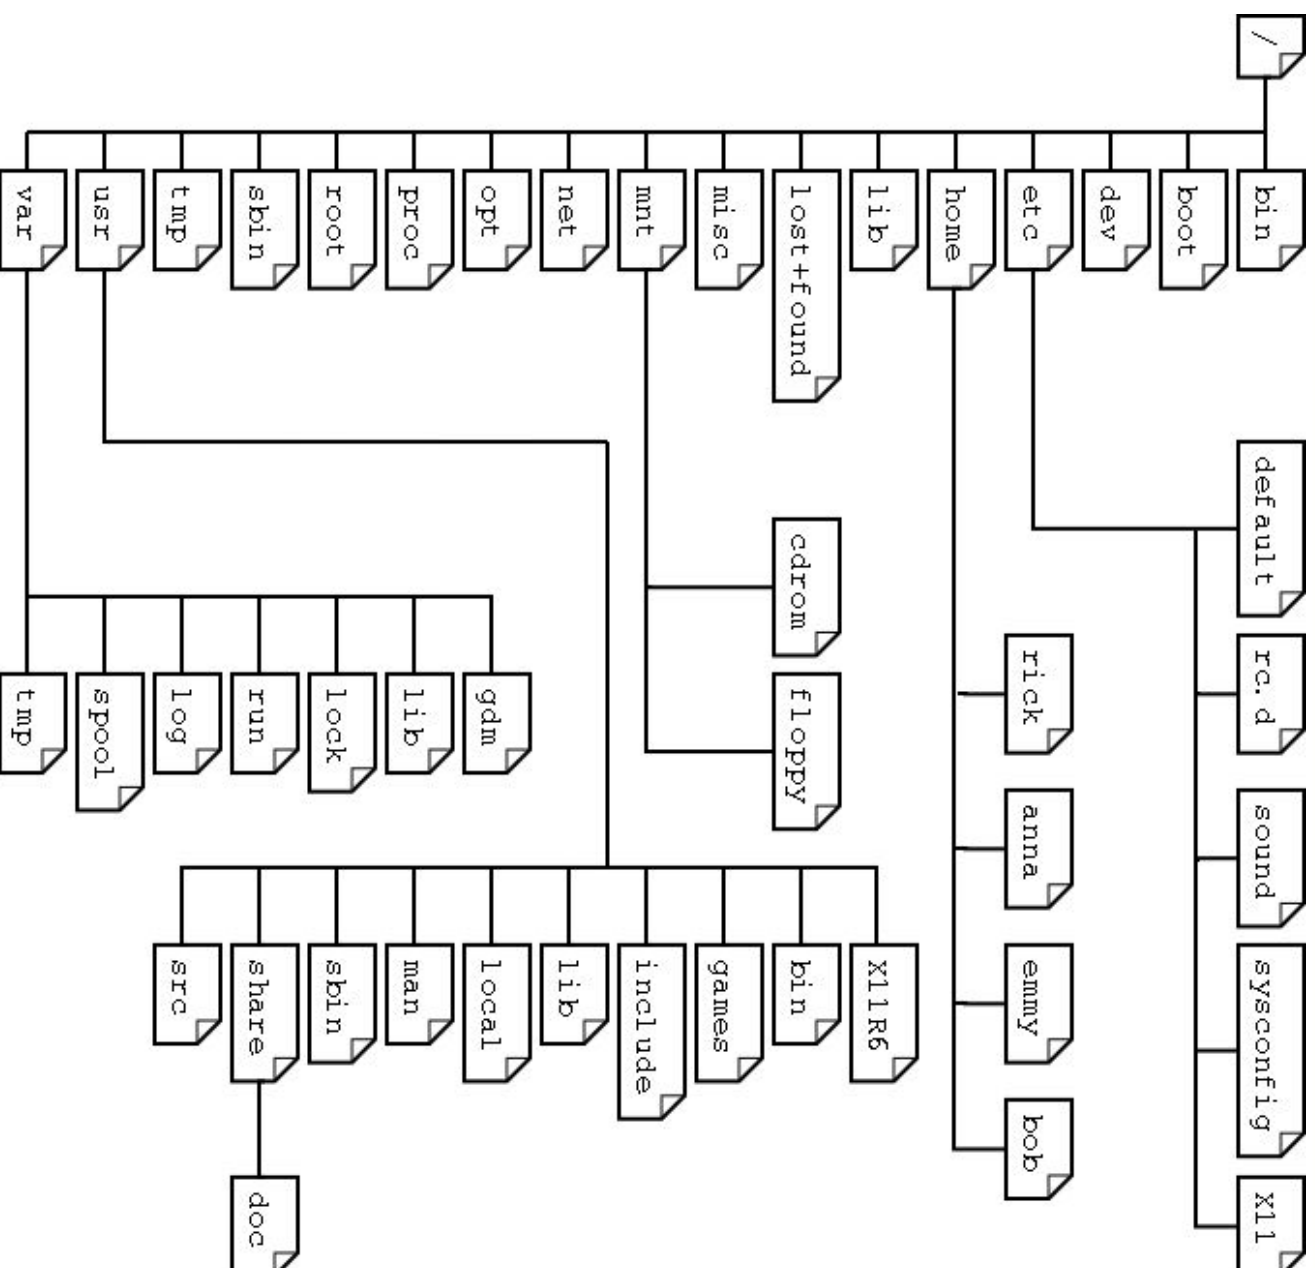 /
bin
boot
dev
etc
default
rc.d
sound
sysconfig
X11
home
rick
anna
emmy
bob
lib
lost+found
misc
mnt
cdrom
floppy
net
opt
proc
root
sbin
tmp
usr
X11R6
bin
games
include
lib
local
man
sbin
share
doc
src
var
gdm
lib
lock
run
log
spool
tmp